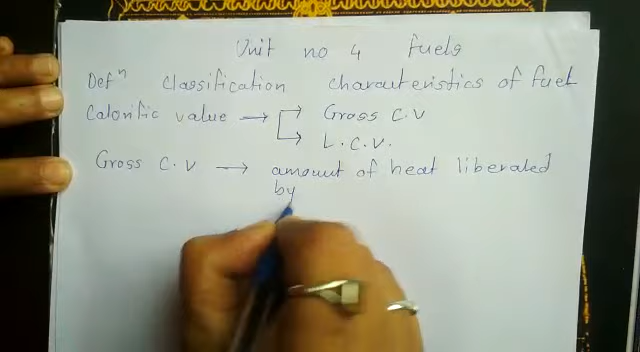 Unit no 4 fuels
Defⁿ classification characteristics of fuel
Calorific value → Gross C.V
L.C.V.
Gross C.V → amount of heat liberated
by